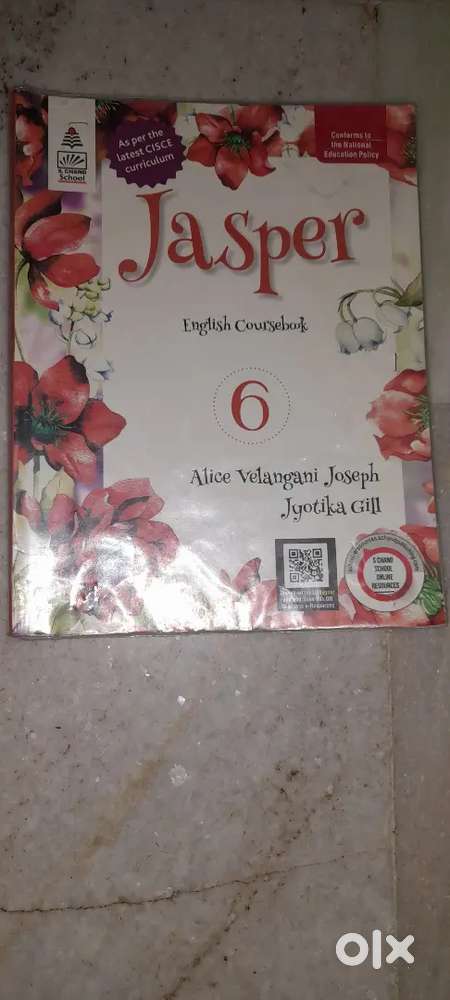 S. CHAND
School
As per the
latest CISCE
curriculum
Conforms to
the National
Education Policy
Jasper
English Coursebook
6
Alice Velangani Joseph
Jyotika Gill
S CHAND
SCHOOL
ONLINE
RESOURCES
olx